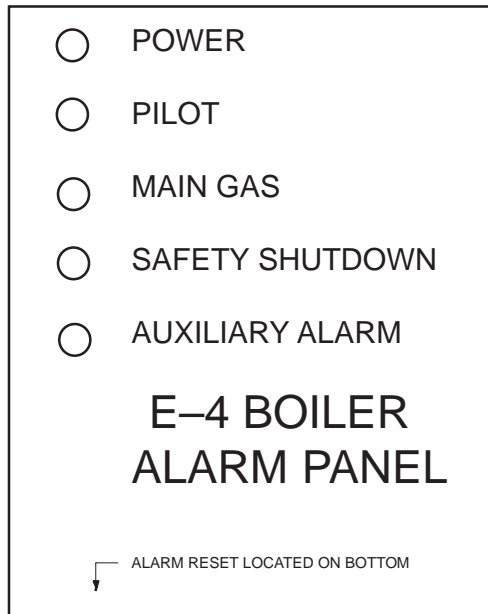 POWER
PILOT
MAIN GAS
SAFETY SHUTDOWN
AUXILIARY ALARM
E–4 BOILER
ALARM PANEL
ALARM RESET LOCATED ON BOTTOM